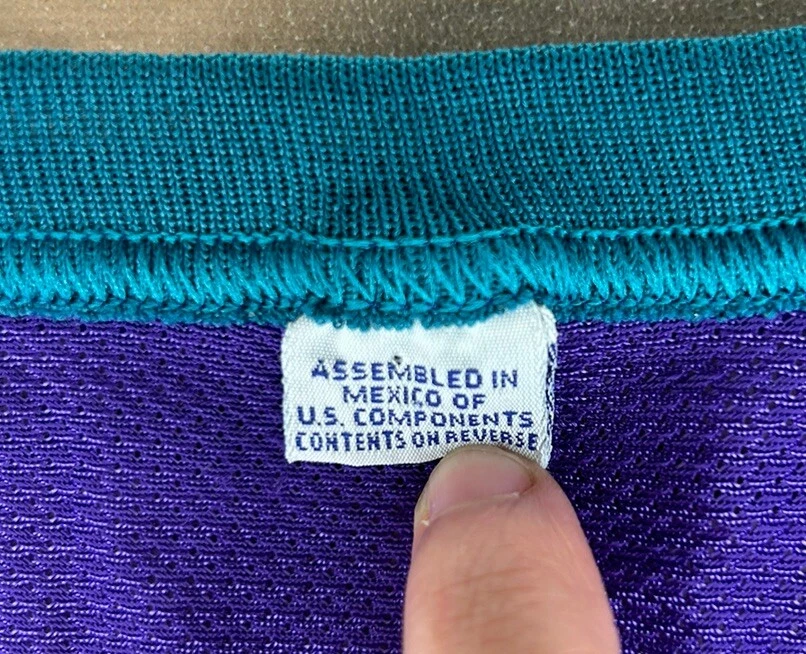 ASSEMBLED IN
MEXICO OF
U.S. COMPONENTS
CONTENTS ON REVERSE